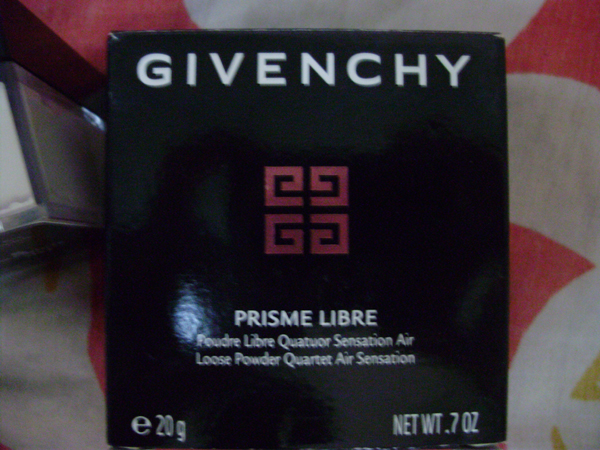 GIVENCHY
PRISME LIBRE
Poudre Libre Quatuor Sensation Air
Loose Powder Quartet Air Sensation
℮ 20 g NET WT. .7 OZ